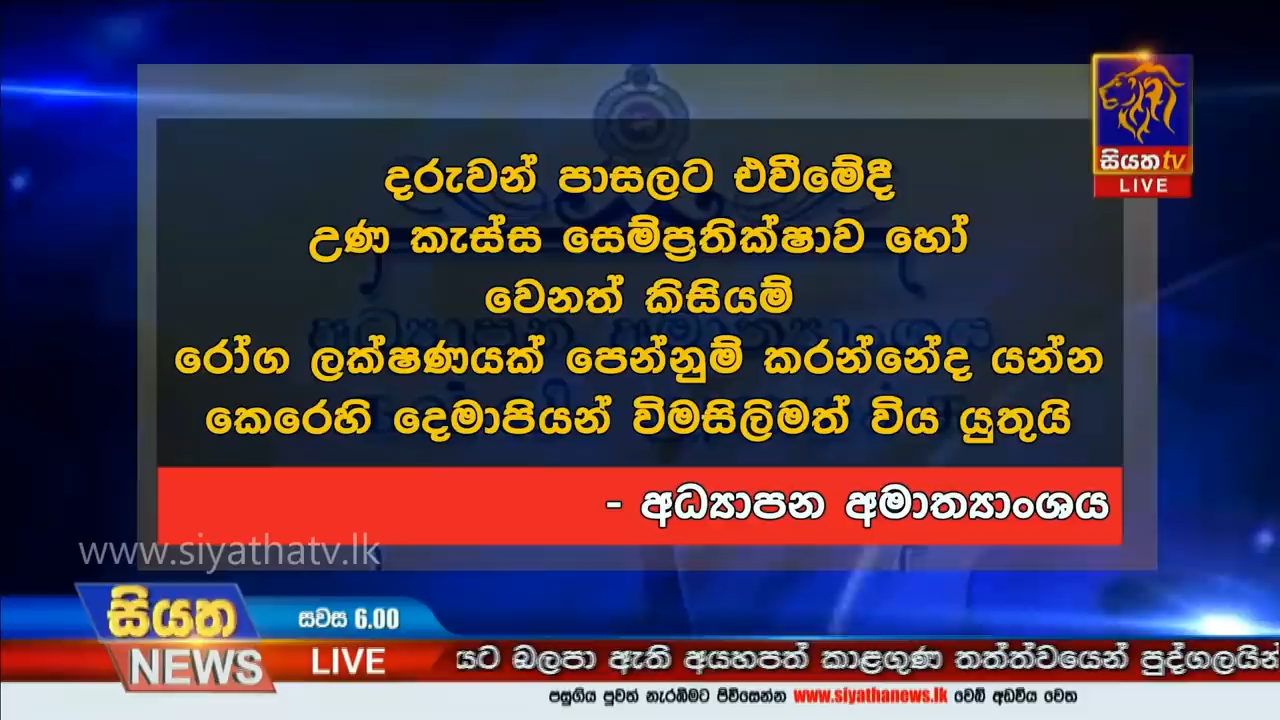 සියත tv
LIVE
දරුවන් පාසලට එවීමේදී
උණ කැස්ස සෙම්ප්‍රතික්ෂාව හෝ
වෙනත් කිසියම්
රෝග ලක්ෂණයක් පෙන්නුම් කරන්නේද යන්න
කෙරෙහි දෙමාපියන් විමසිලිමත් විය යුතුයි
- අධ්‍යාපන අමාත්‍යාංශය
www.siyathatv.lk
සියත
NEWS
සවස 6.00
LIVE
යට බලපා ඇති අයහපත් කාළගුණ තත්ත්වයෙන් පුද්ගලයින්
පසුගිය පුවත් නැරඹීමට පිවිසෙන්න www.siyathanews.lk වෙබ් අඩවිය වෙත